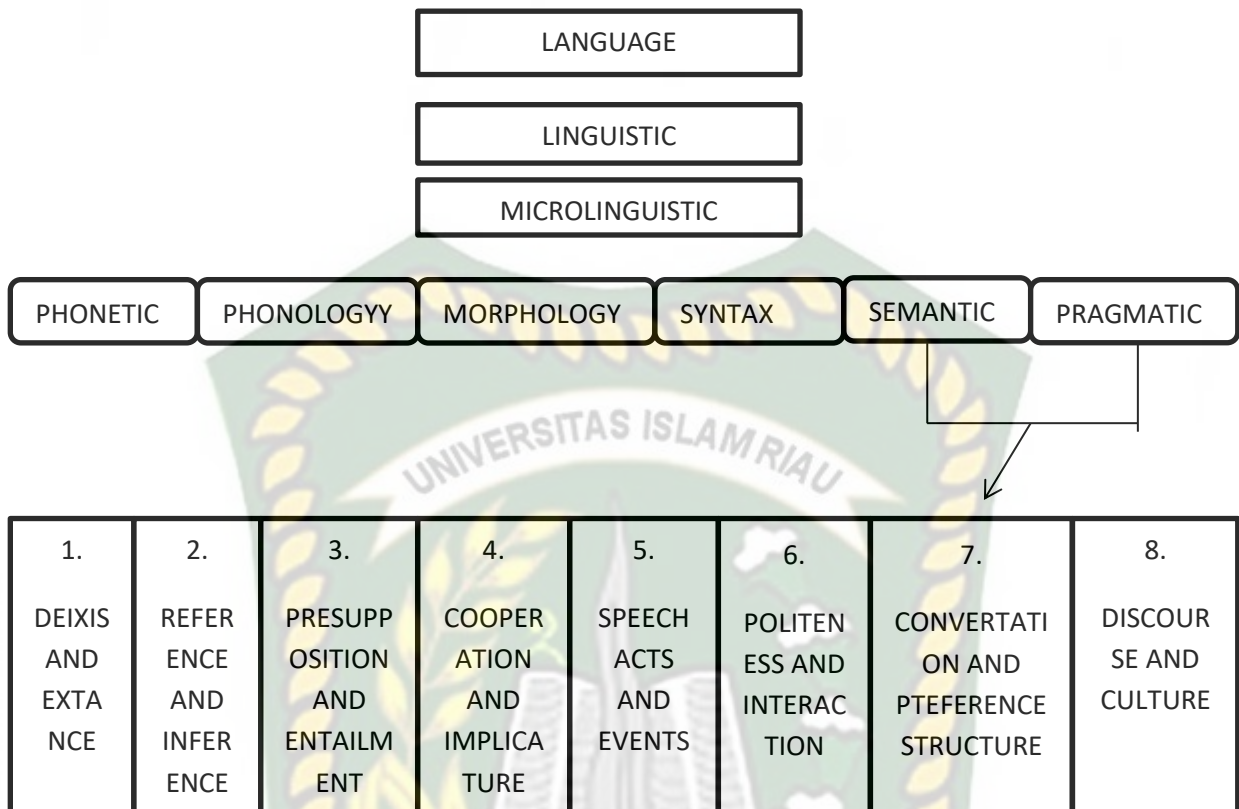 LANGUAGE
LINGUISTIC
MICROLINGUISTIC
PHONETIC
PHONOLOGYY
MORPHOLOGY
SYNTAX
SEMANTIC
PRAGMATIC
UNIVERSITAS ISLAM RIAU
1.
DEIXIS
AND
EXTA
NCE
2.
REFER
ENCE
AND
INFER
ENCE
3.
PRESUPP
OSITION
AND
ENTAILM
ENT
4.
COOPER
ATION
AND
IMPLICA
TURE
5.
SPEECH
ACTS
AND
EVENTS
6.
POLITEN
ESS AND
INTERAC
TION
7.
CONVERTATI
ON AND
PTEFERENCE
STRUCTURE
8.
DISCOUR
SE AND
CULTURE